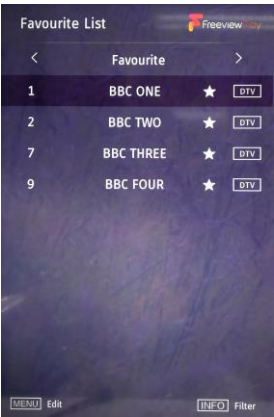 Favourite List Freeview Play
< Favourite >
1 BBC ONE DTV
2 BBC TWO DTV
7 BBC THREE DTV
9 BBC FOUR DTV
MENU Edit INFO Filter